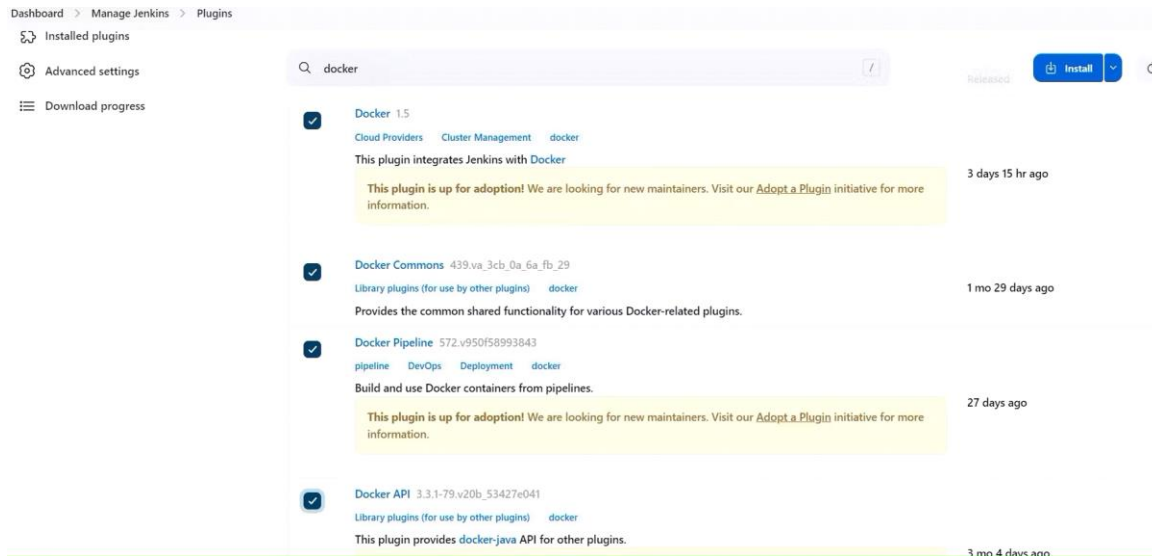 Dashboard > Manage Jenkins > Plugins
Installed plugins
Advanced settings
Download progress
docker
/
Released
Install
Docker 1.5
Cloud Providers Cluster Management docker
This plugin integrates Jenkins with Docker
This plugin is up for adoption! We are looking for new maintainers. Visit our Adopt a Plugin initiative for more
information.
3 days 15 hr ago
Docker Commons 439.va_3cb_0a_6a_fb_29
Library plugins (for use by other plugins) docker
Provides the common shared functionality for various Docker-related plugins.
1 mo 29 days ago
Docker Pipeline 572.v950f58993843
pipeline DevOps Deployment docker
Build and use Docker containers from pipelines.
This plugin is up for adoption! We are looking for new maintainers. Visit our Adopt a Plugin initiative for more
information.
27 days ago
Docker API 3.3.1-79.v20b_53427e041
Library plugins (for use by other plugins) docker
This plugin provides docker-java API for other plugins.
3 mo 4 days ago